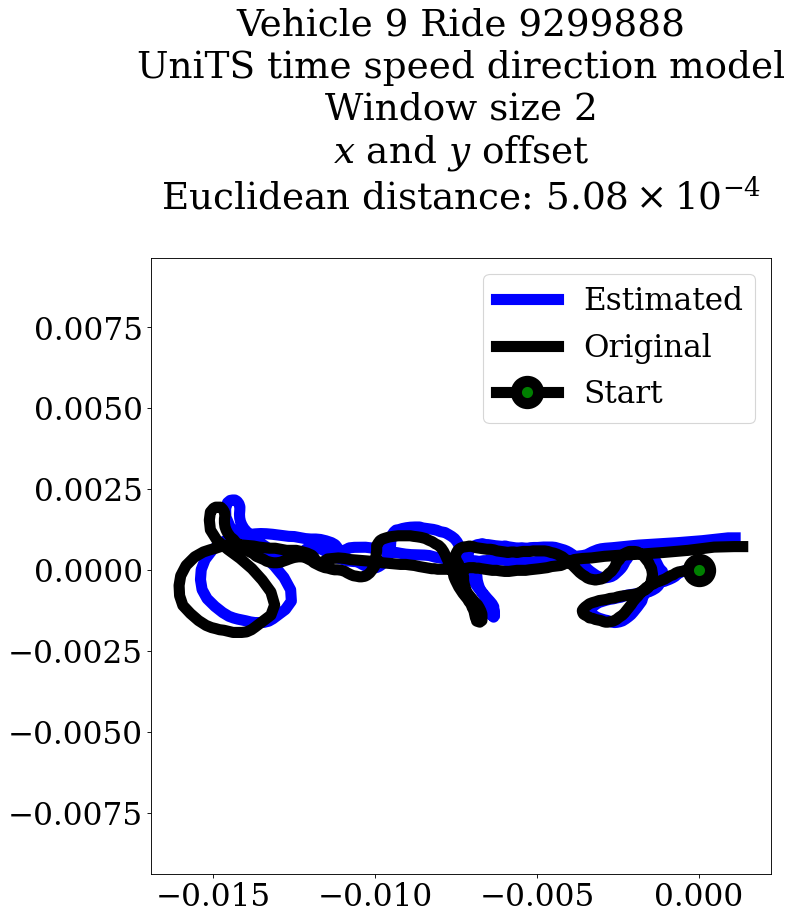 Vehicle 9 Ride 9299888
UniTS time speed direction model
Window size 2
x and y offset
Euclidean distance: 5.08 × 10⁻⁴
Estimated
Original
Start
0.0075
0.0050
0.0025
0.0000
−0.0025
−0.0050
−0.0075
−0.015 −0.010 −0.005 0.000